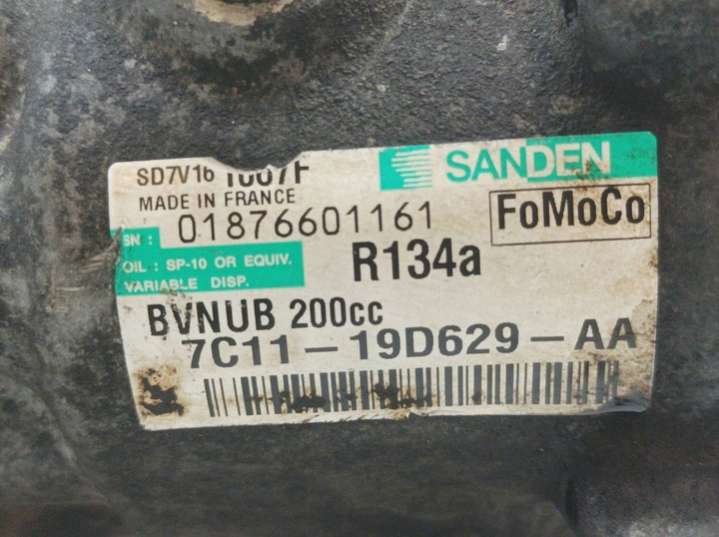 SD7V16
SANDEN
MADE IN FRANCE
FoMoCo
SN : 01876601161
OIL : SP-10 OR EQUIV.
VARIABLE DISP.
R134a
BVNUB 200cc
7C11-19D629-AA